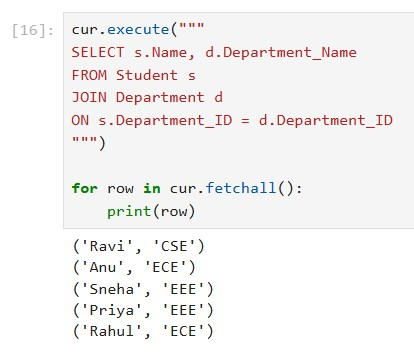 [16]: cur.execute("""
SELECT s.Name, d.Department_Name
FROM Student s
JOIN Department d
ON s.Department_ID = d.Department_ID
""")

for row in cur.fetchall():
    print(row)
('Ravi', 'CSE')
('Anu', 'ECE')
('Sneha', 'EEE')
('Priya', 'EEE')
('Rahul', 'ECE')